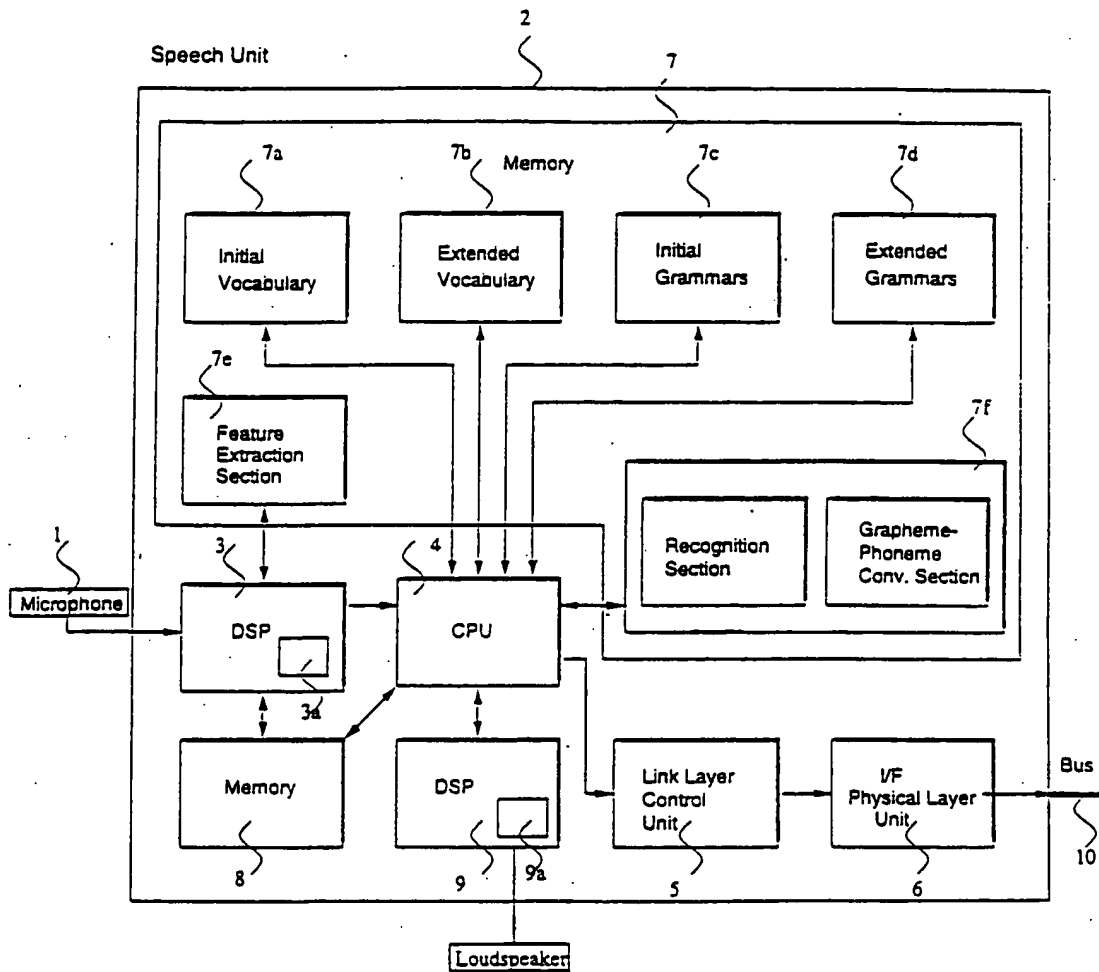 2
Speech Unit
7
7a
7b
Memory
7c
7d
Initial
Vocabulary
Extended
Vocabulary
Initial
Grammars
Extended
Grammars
7e
Feature
Extraction
Section
7f
Recognition
Section
Grapheme-
Phoneme
Conv. Section
1
Microphone
3
DSP
3a
4
CPU
Memory
8
DSP
9
9a
Link Layer
Control
Unit
5
I/F
Physical Layer
Unit
6
Bus
10
Loudspeaker